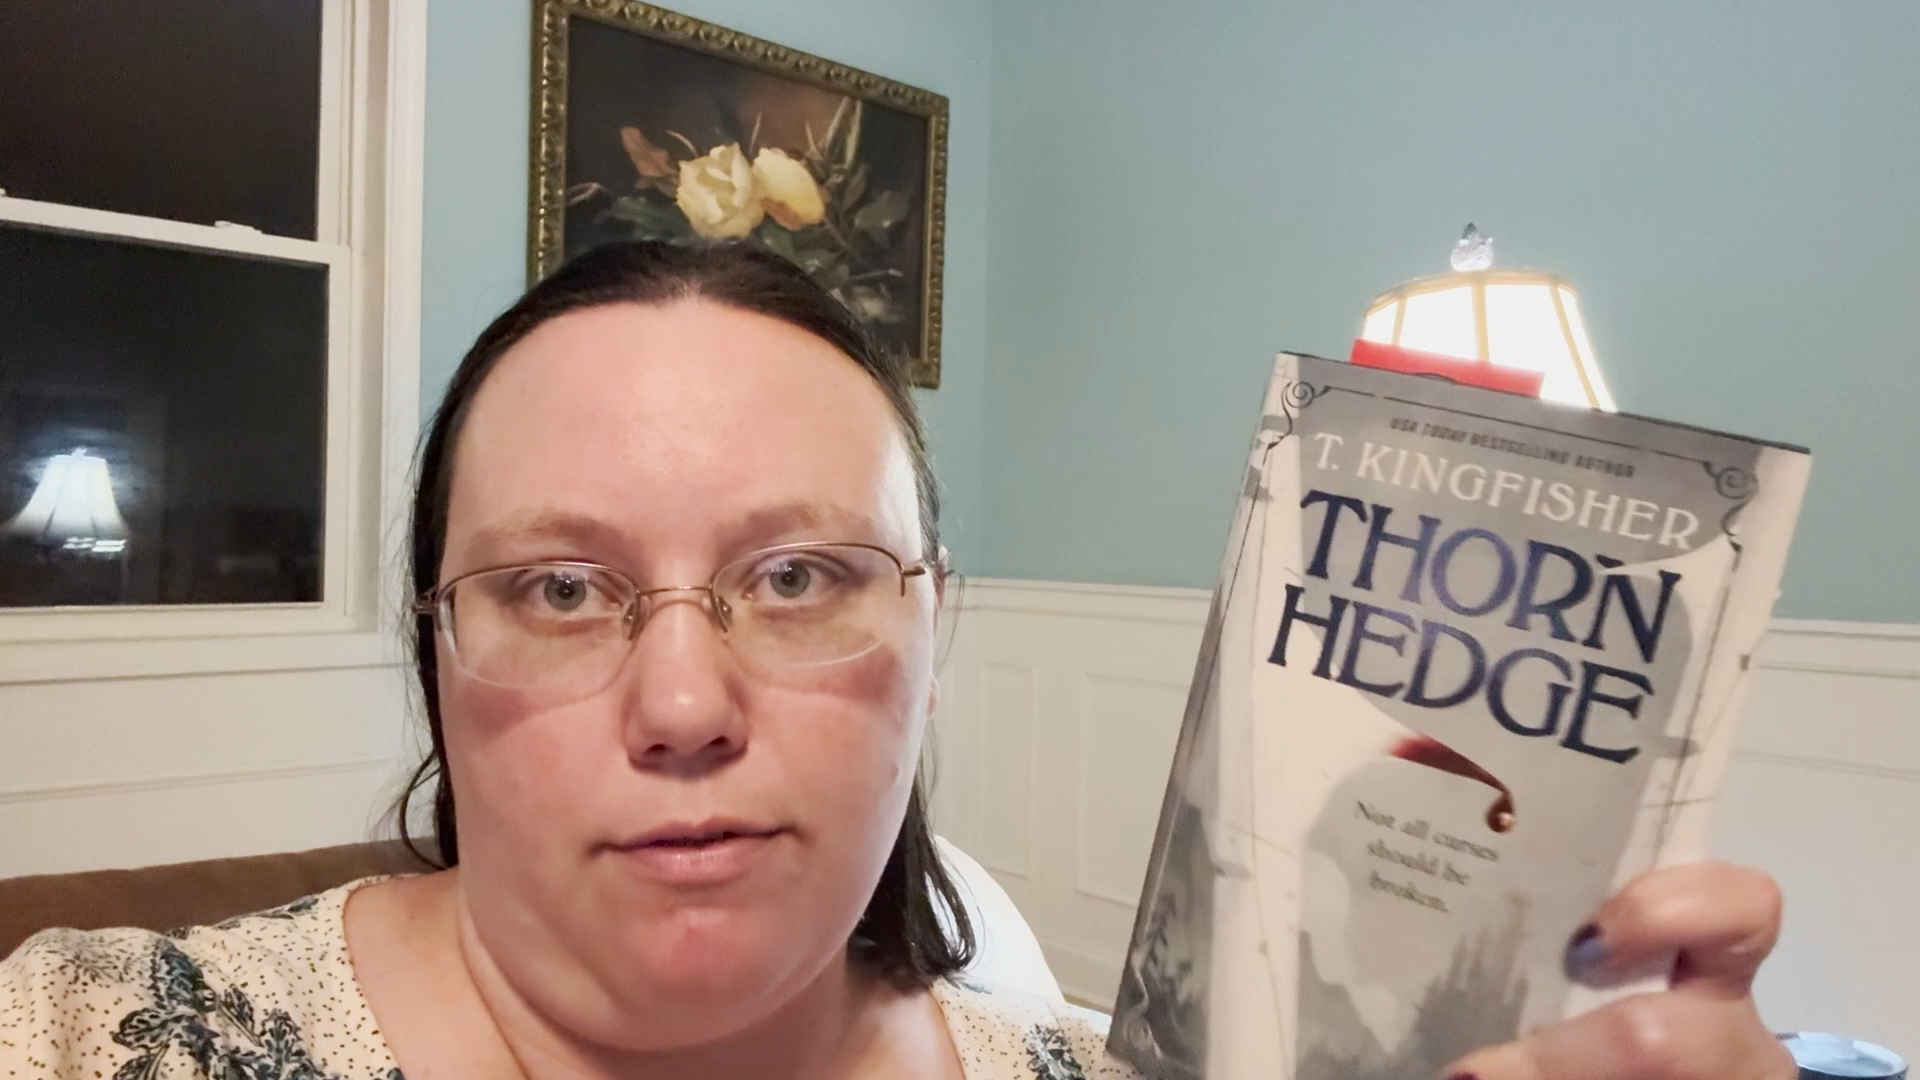 USA TODAY BESTSELLING AUTHOR
T. KINGFISHER
THORN
HEDGE
Not all curses
should be
broken.